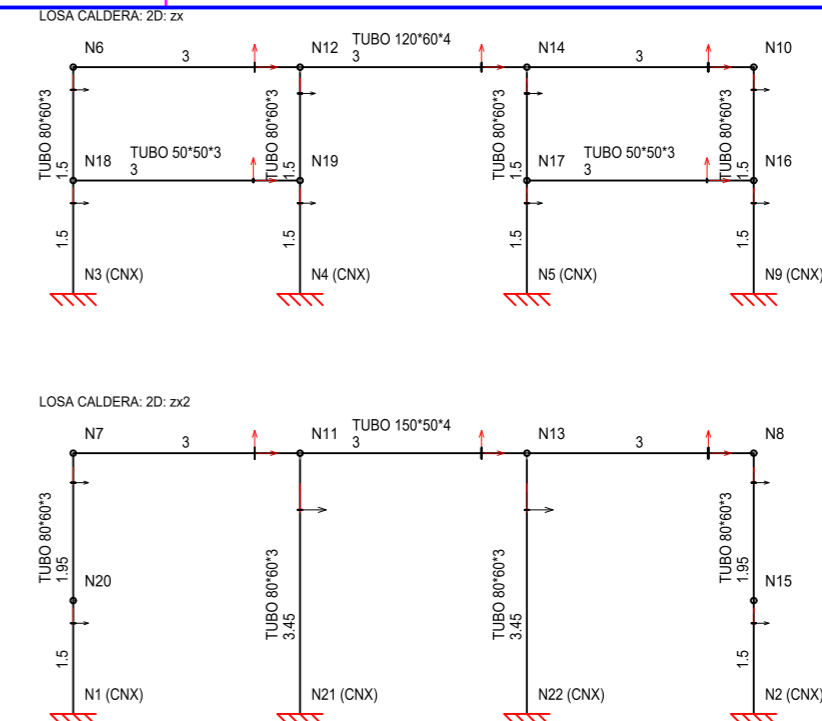 LOSA CALDERA: 2D: zx
N6
N12
TUBO 120*60*4
N14
N10
3
3
3
TUBO 80*60*3
1.5
TUBO 80*60*3
1.5
TUBO 80*60*3
1.5
TUBO 80*60*3
1.5
N18
TUBO 50*50*3
3
N19
N17
TUBO 50*50*3
3
N16
1.5
1.5
1.5
1.5
N3 (CNX)
N4 (CNX)
N5 (CNX)
N9 (CNX)
LOSA CALDERA: 2D: zx2
N7
N11
TUBO 150*50*4
N13
N8
3
3
3
TUBO 80*60*3
1.95
TUBO 80*60*3
3.45
TUBO 80*60*3
3.45
TUBO 80*60*3
1.95
N20
N15
1.5
1.5
N1 (CNX)
N21 (CNX)
N22 (CNX)
N2 (CNX)